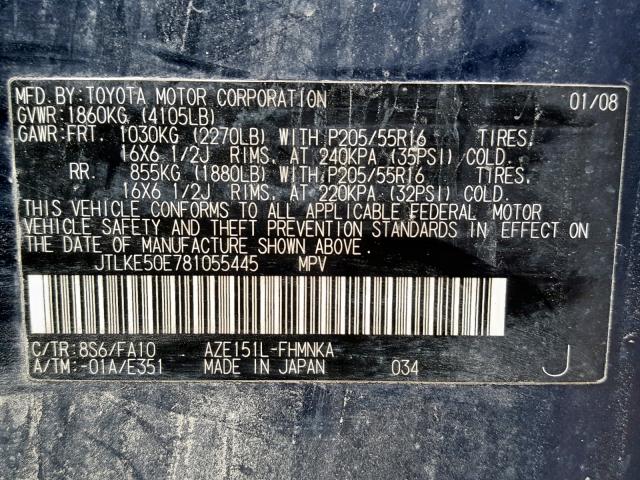 MFD.BY:TOYOTA MOTOR CORPORATION 01/08
GVWR:1860KG (4105LB)
GAWR:FRT. 1030KG (2270LB) WITH P205/55R16 TIRES,
16X6 1/2J RIMS, AT 240KPA (35PSI) COLD.
RR. 855KG (1880LB) WITH P205/55R16 TIRES,
16X6 1/2J RIMS, AT 220KPA (32PSI) COLD.
THIS VEHICLE CONFORMS TO ALL APPLICABLE FEDERAL MOTOR
VEHICLE SAFETY AND THEFT PREVENTION STANDARDS IN EFFECT ON
THE DATE OF MANUFACTURE SHOWN ABOVE.
JTLKE50E781055445 MPV
C/TR:8S6/FA10 AZE151L-FHMNKA
A/TM:-01A/E351 MADE IN JAPAN 034 J